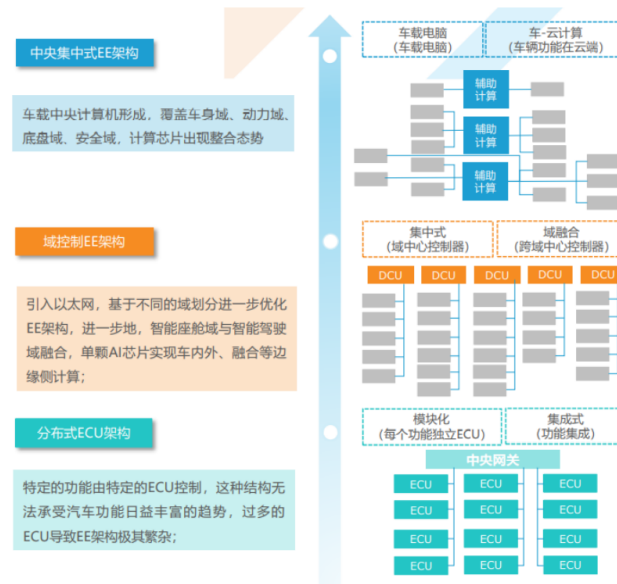 中央集中式EE架构
车载中央计算机形成，覆盖车身域、动力域、
底盘域、安全域，计算芯片出现整合态势
车载电脑
(车载电脑)
车-云计算
(车辆功能在云端)
辅助
计算
辅助
计算
辅助
计算
域控制EE架构
引入以太网，基于不同的域划分进一步优化
EE架构，进一步地，智能座舱域与智能驾驶
域融合，单颗AI芯片实现车内外、融合等边
缘侧计算；
集中式
(域中心控制器)
域融合
(跨域中心控制器)
DCU
DCU
DCU
DCU
DCU
分布式ECU架构
特定的功能由特定的ECU控制，这种结构无
法承受汽车功能日益丰富的趋势，过多的
ECU导致EE架构极其繁杂；
模块化
(每个功能独立ECU)
集成式
(功能集成)
中央网关
ECU
ECU
ECU
ECU
ECU
ECU
ECU
ECU
ECU
ECU
ECU
ECU